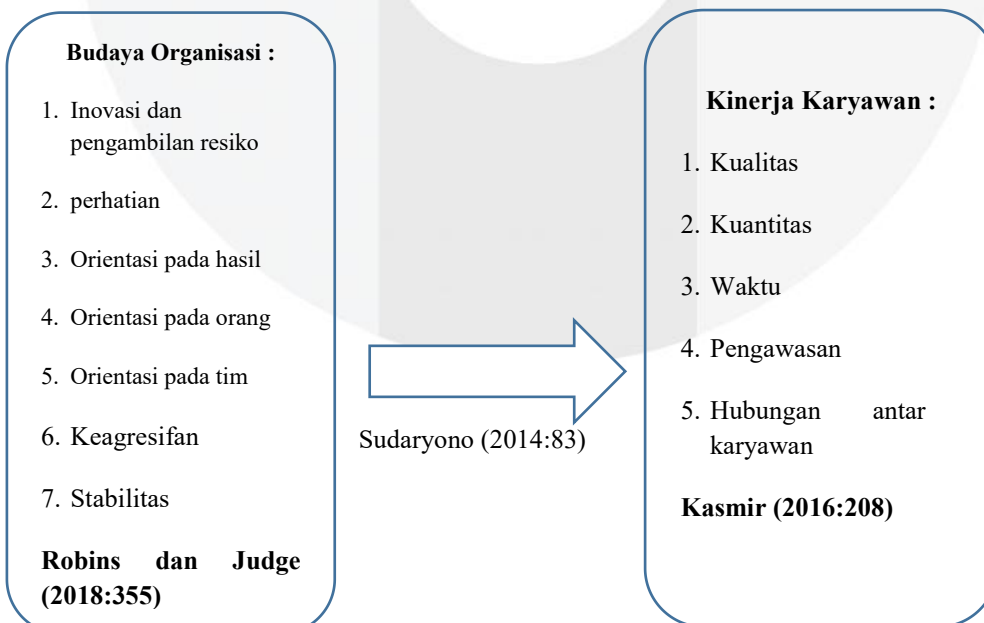 Budaya Organisasi :
1. Inovasi dan
pengambilan resiko
2. perhatian
3. Orientasi pada hasil
4. Orientasi pada orang
5. Orientasi pada tim
6. Keagresifan
7. Stabilitas
Robins dan Judge
(2018:355)
Sudaryono (2014:83)
Kinerja Karyawan :
1. Kualitas
2. Kuantitas
3. Waktu
4. Pengawasan
5. Hubungan antar
karyawan
Kasmir (2016:208)